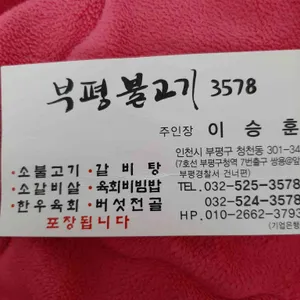 부평불고기 3578
주인장 이 승 훈
인천시 부평구 청천동 301-34
(7호선 부평구청역 7번출구 쌍용@앞
부평경찰서 건너편)
·소불고기 ·갈 비 탕
·소갈비살 ·육회비빔밥
·한우육회 ·버섯전골
포장됩니다
TEL.032-525-3578
032-524-3578
HP.010-2662-3793
(기업은행